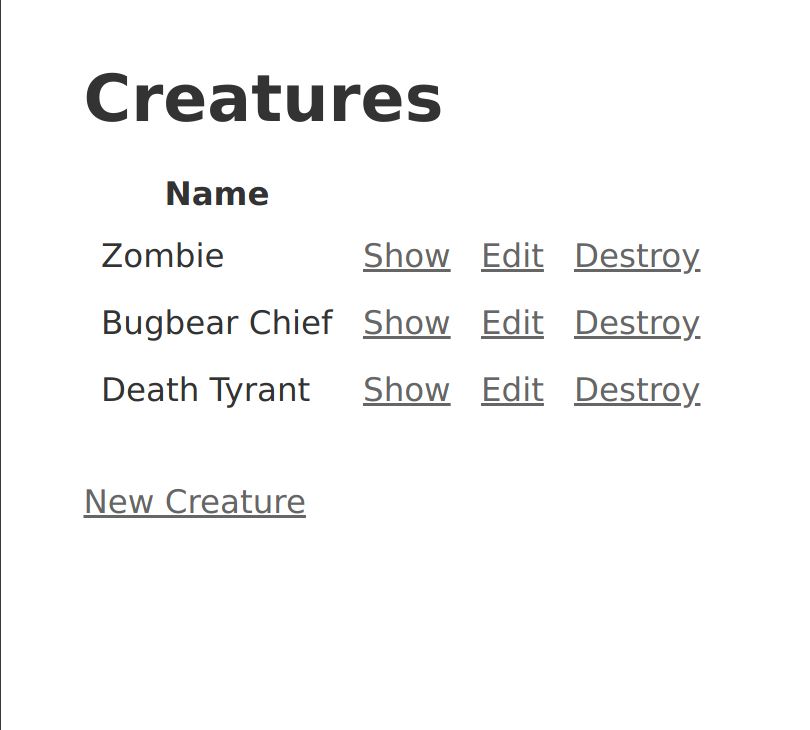 Creatures
Name
Zombie Show Edit Destroy
Bugbear Chief Show Edit Destroy
Death Tyrant Show Edit Destroy
New Creature